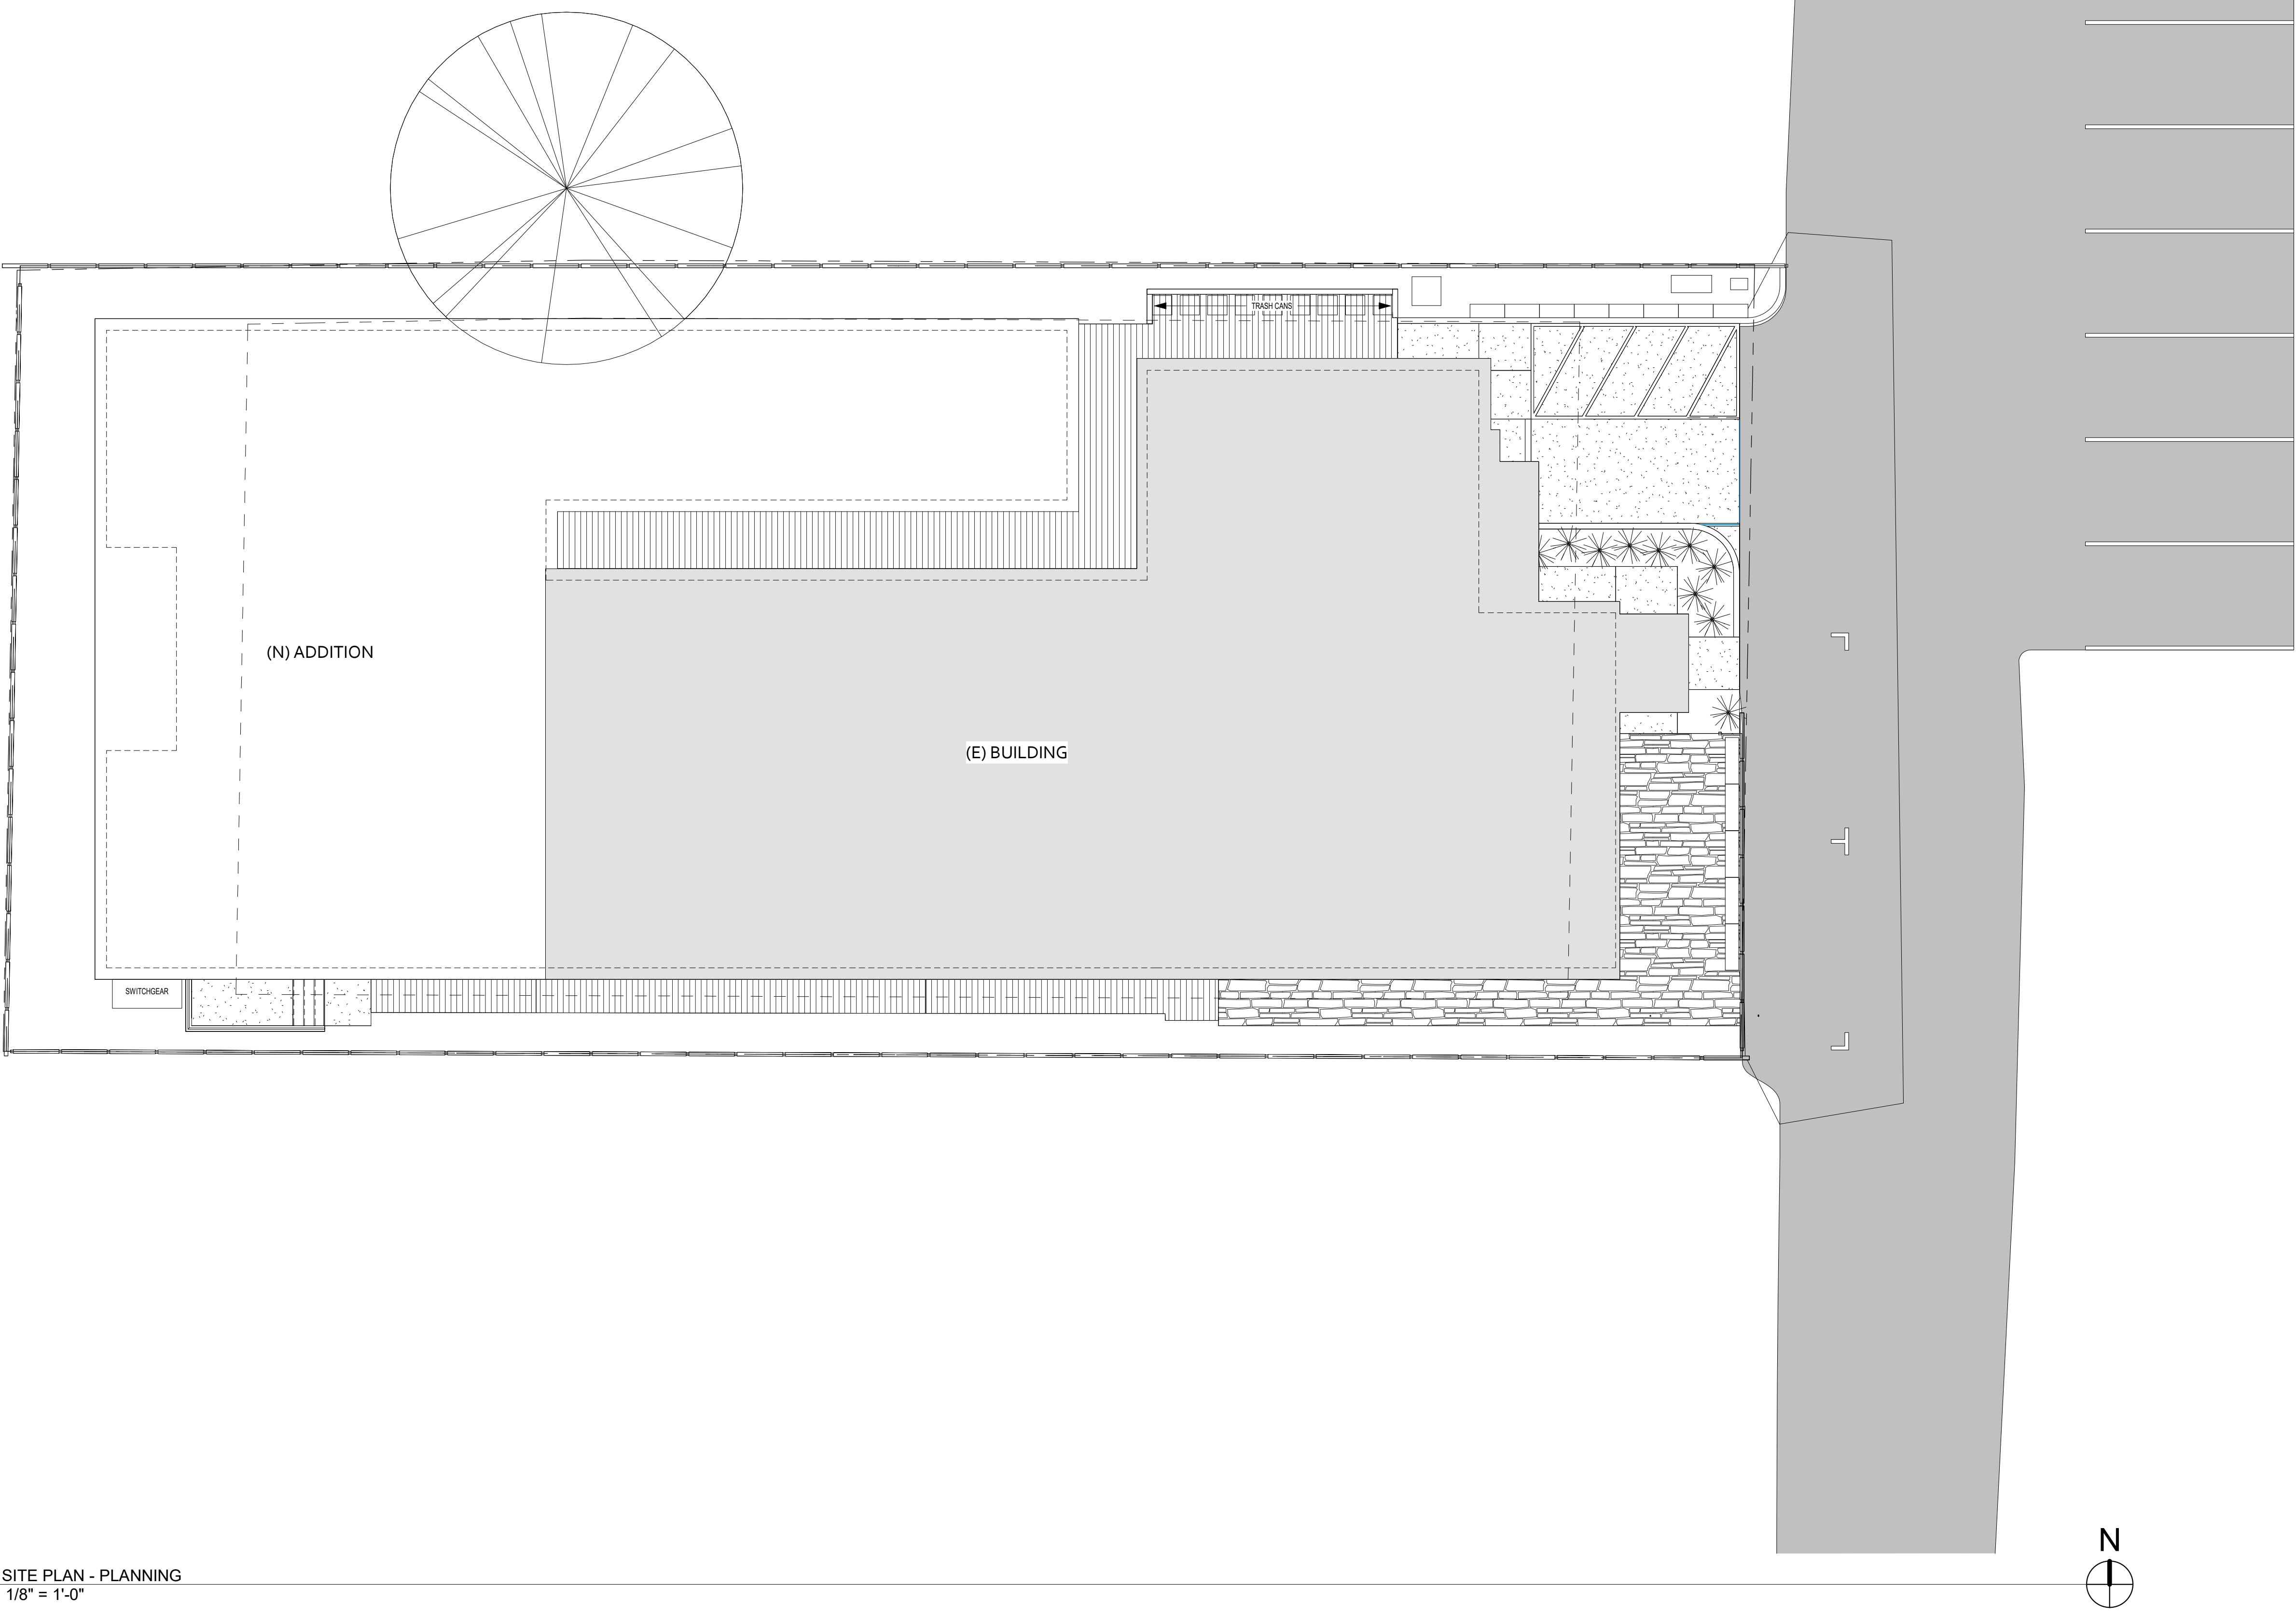 TRASH CANS
(N) ADDITION
(E) BUILDING
SWITCHGEAR
N
SITE PLAN - PLANNING
1/8" = 1'-0"